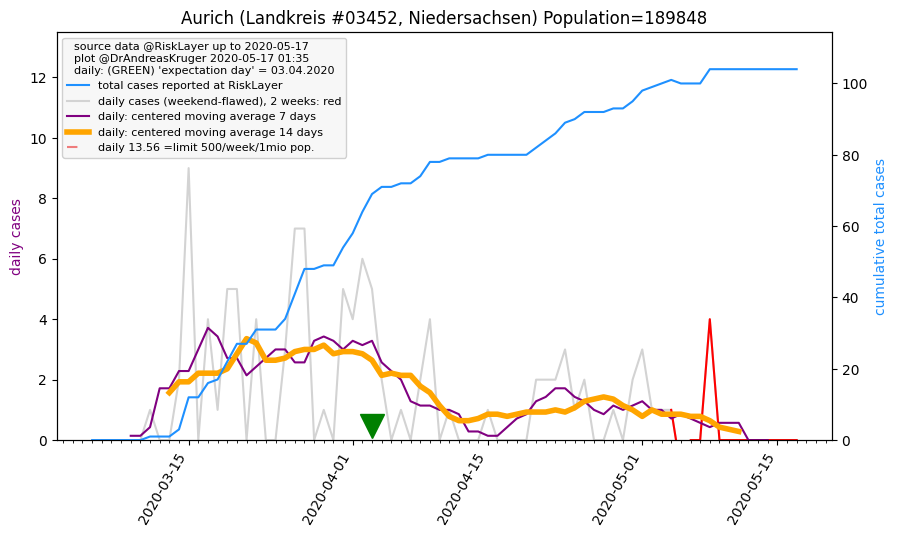 Aurich (Landkreis #03452, Niedersachsen) Population=189848
source data @RiskLayer up to 2020-05-17
plot @DrAndreasKruger 2020-05-17 01:35
daily: (GREEN) 'expectation day' = 03.04.2020
total cases reported at RiskLayer
daily cases (weekend-flawed), 2 weeks: red
daily: centered moving average 7 days
daily: centered moving average 14 days
daily 13.56 =limit 500/week/1mio pop.
daily cases
12
10
8
6
4
2
0
cumulative total cases
100
80
60
40
20
0
2020-03-15
2020-04-01
2020-04-15
2020-05-01
2020-05-15